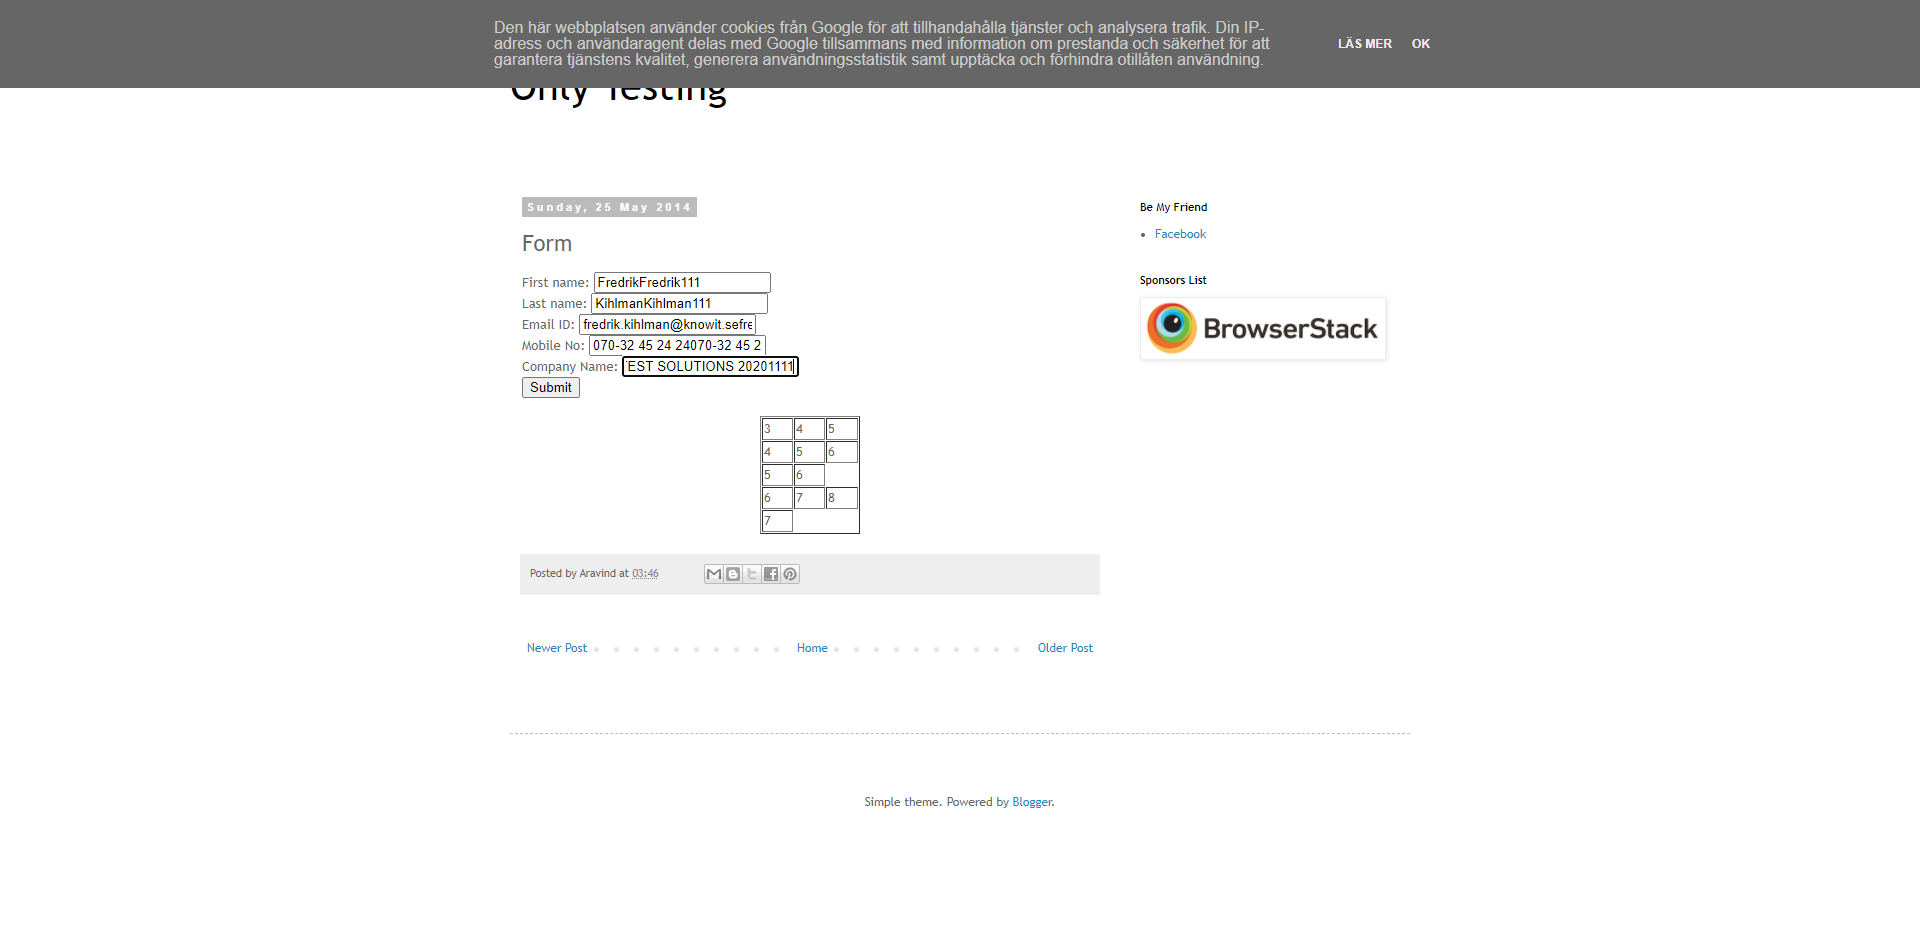 Den här webbplatsen använder cookies från Google för att tillhandahålla tjänster och analysera trafik. Din IP-
adress och användaragent delas med Google tillsammans med information om prestanda och säkerhet för att
garantera tjänstens kvalitet, generera användningsstatistik samt upptäcka och förhindra otillåten användning.
LÄS MER OK
Only Testing
Sunday, 25 May 2014
Form
First name: FredrikFredrik111
Last name: KihlmanKihlman111
Email ID: fredrik.kihlman@knowit.sefre
Mobile No: 070-32 45 24 24070-32 45 2
Company Name: EST SOLUTIONS 20201111
Submit
3 4 5
4 5 6
5 6
6 7 8
7
Posted by Aravind at 03:46
Newer Post Home Older Post
Be My Friend
Facebook
Sponsors List
BrowserStack
Simple theme. Powered by Blogger.